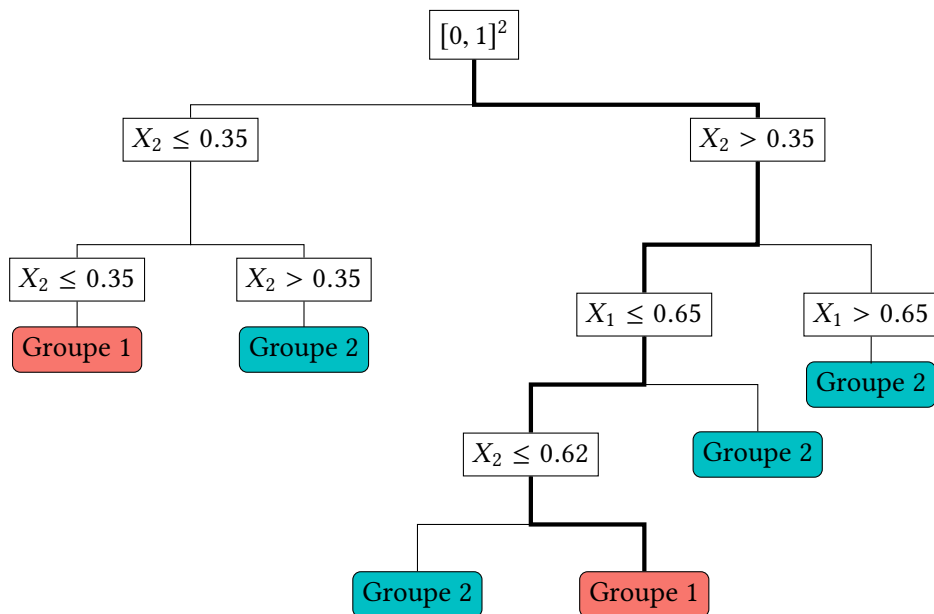 [0, 1]²
X₂ ≤ 0.35
X₂ > 0.35
X₂ ≤ 0.35
X₂ > 0.35
X₁ ≤ 0.65
X₁ > 0.65
Groupe 1
Groupe 2
Groupe 2
X₂ ≤ 0.62
Groupe 2
Groupe 2
Groupe 1